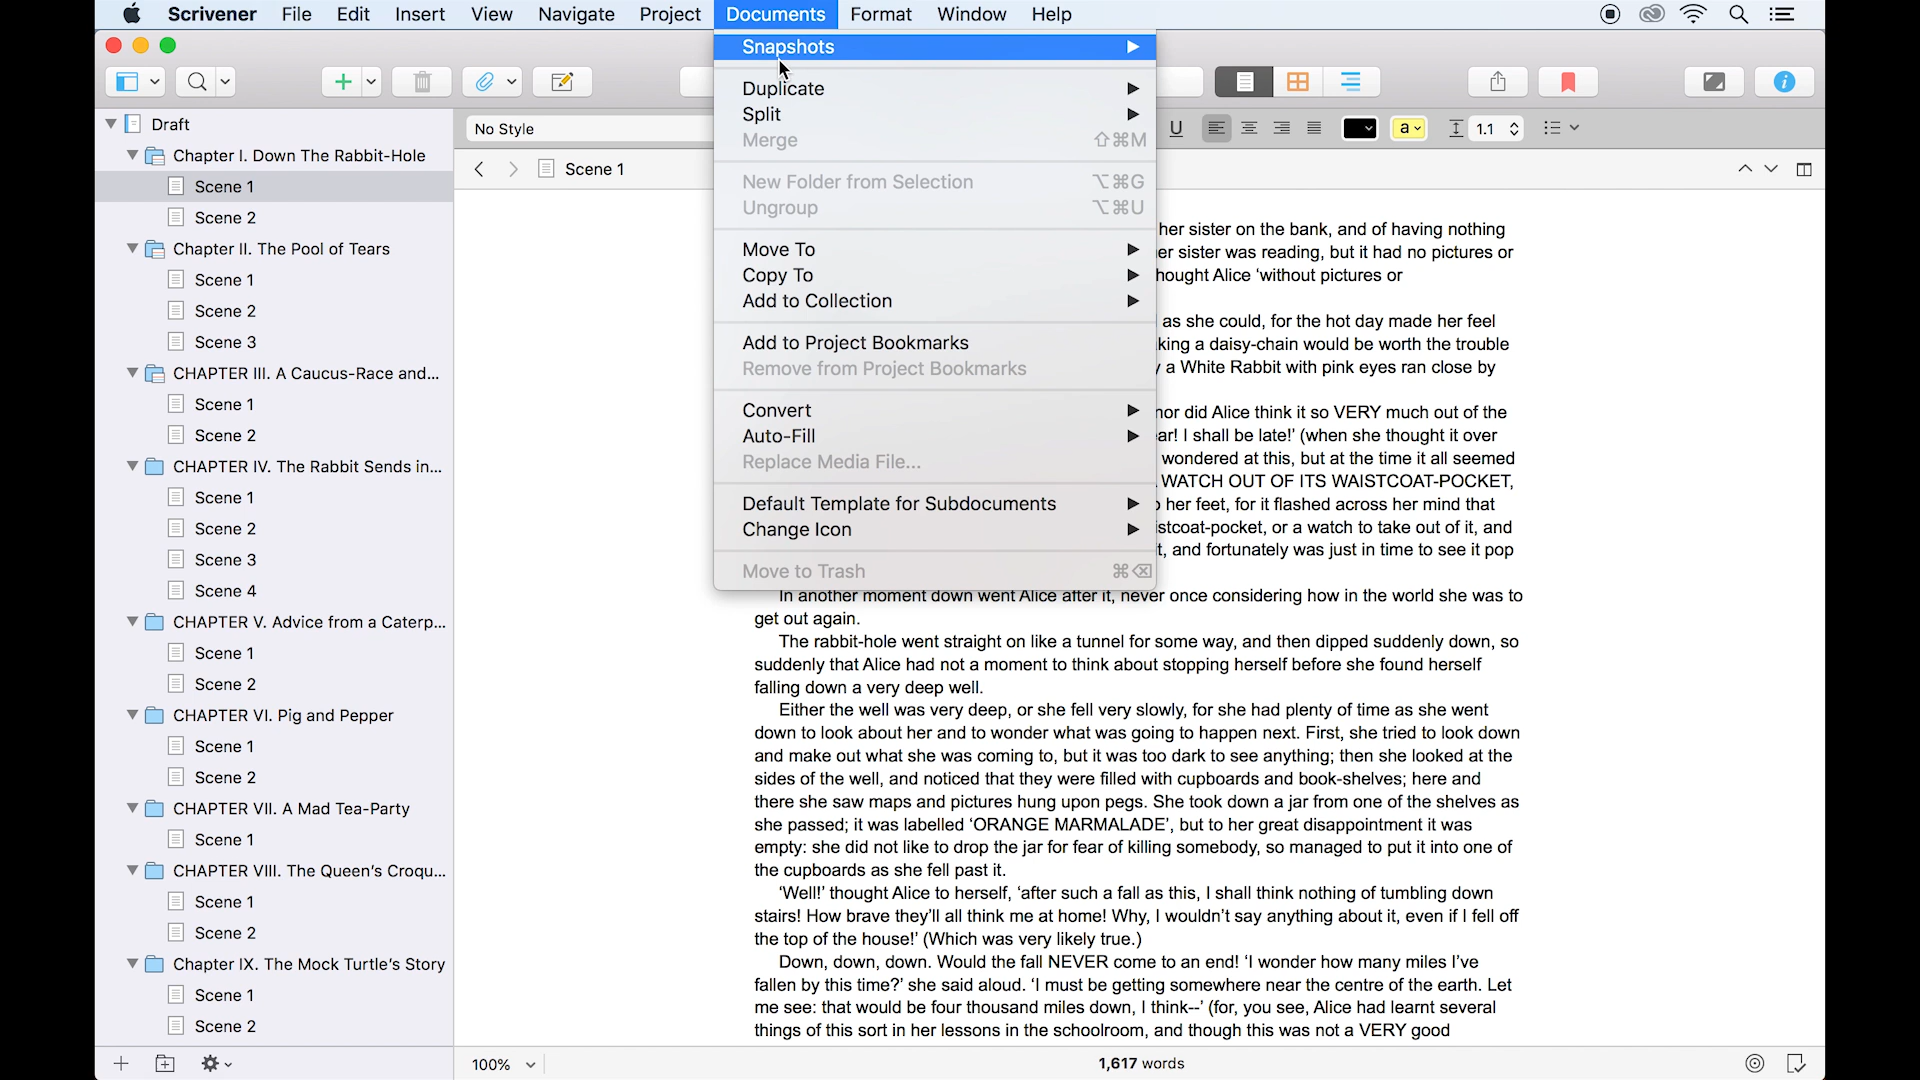 Scrivener File Edit Insert View Navigate Project Documents Format Window Help
Snapshots
Duplicate
Split
Merge ⇧⌘M
New Folder from Selection ⌥⌘G
Ungroup ⌥⌘U
Move To
Copy To
Add to Collection
Add to Project Bookmarks
Remove from Project Bookmarks
Convert
Auto-Fill
Replace Media File...
Default Template for Subdocuments
Change Icon
Move to Trash ⌘⌫
No Style
U
a
1.1
Scene 1
Draft
Chapter I. Down The Rabbit-Hole
Scene 1
Scene 2
Chapter II. The Pool of Tears
Scene 1
Scene 2
Scene 3
CHAPTER III. A Caucus-Race and...
Scene 1
Scene 2
CHAPTER IV. The Rabbit Sends in...
Scene 1
Scene 2
Scene 3
Scene 4
CHAPTER V. Advice from a Caterp...
Scene 1
Scene 2
CHAPTER VI. Pig and Pepper
Scene 1
Scene 2
CHAPTER VII. A Mad Tea-Party
Scene 1
CHAPTER VIII. The Queen's Croqu...
Scene 1
Scene 2
Chapter IX. The Mock Turtle's Story
Scene 1
Scene 2
her sister on the bank, and of having nothing
er sister was reading, but it had no pictures or
hought Alice ‘without pictures or
as she could, for the hot day made her feel
king a daisy-chain would be worth the trouble
a White Rabbit with pink eyes ran close by
nor did Alice think it so VERY much out of the
ear! I shall be late!’ (when she thought it over
wondered at this, but at the time it all seemed
WATCH OUT OF ITS WAISTCOAT-POCKET,
her feet, for it flashed across her mind that
istcoat-pocket, or a watch to take out of it, and
t, and fortunately was just in time to see it pop
In another moment down went Alice after it, never once considering how in the world she was to
get out again.
The rabbit-hole went straight on like a tunnel for some way, and then dipped suddenly down, so
suddenly that Alice had not a moment to think about stopping herself before she found herself
falling down a very deep well.
Either the well was very deep, or she fell very slowly, for she had plenty of time as she went
down to look about her and to wonder what was going to happen next. First, she tried to look down
and make out what she was coming to, but it was too dark to see anything; then she looked at the
sides of the well, and noticed that they were filled with cupboards and book-shelves; here and
there she saw maps and pictures hung upon pegs. She took down a jar from one of the shelves as
she passed; it was labelled ‘ORANGE MARMALADE’, but to her great disappointment it was
empty: she did not like to drop the jar for fear of killing somebody, so managed to put it into one of
the cupboards as she fell past it.
‘Well!’ thought Alice to herself, ‘after such a fall as this, I shall think nothing of tumbling down
stairs! How brave they’ll all think me at home! Why, I wouldn’t say anything about it, even if I fell off
the top of the house!’ (Which was very likely true.)
Down, down, down. Would the fall NEVER come to an end! ‘I wonder how many miles I’ve
fallen by this time?’ she said aloud. ‘I must be getting somewhere near the centre of the earth. Let
me see: that would be four thousand miles down, I think--’ (for, you see, Alice had learnt several
things of this sort in her lessons in the schoolroom, and though this was not a VERY good
100%
1,617 words